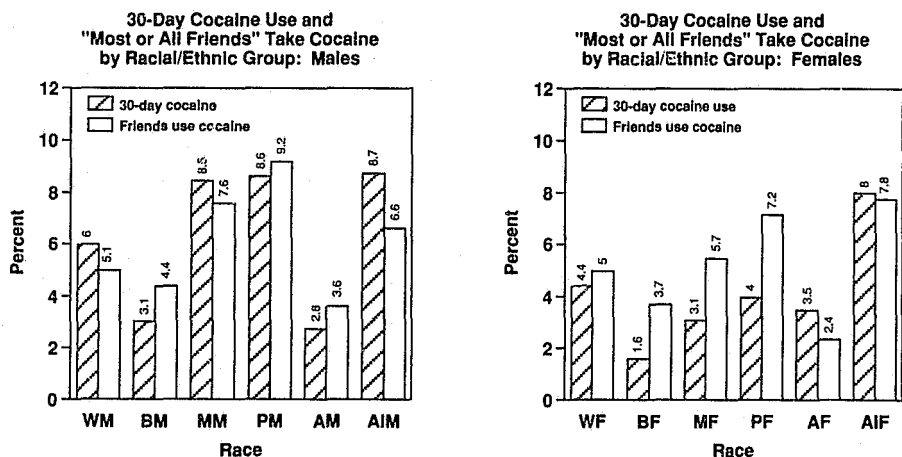 30-Day Cocaine Use and
"Most or All Friends" Take Cocaine
by Racial/Ethnic Group: Males
12
10
8
6
4
2
0
Percent
30-day cocaine
Friends use cocaine
6
5.1
3.1
4.4
8.5
7.6
8.6
9.2
2.8
3.6
8.7
6.6
WM BM MM PM AM AIM
Race
30-Day Cocaine Use and
"Most or All Friends" Take Cocaine
by Racial/Ethnic Group: Females
12
10
8
6
4
2
0
Percent
30-day cocaine use
Friends use cocaine
4.4
5
1.6
3.7
3.1
5.7
4
7.2
3.5
2.4
8
7.8
WF BF MF PF AF AIF
Race